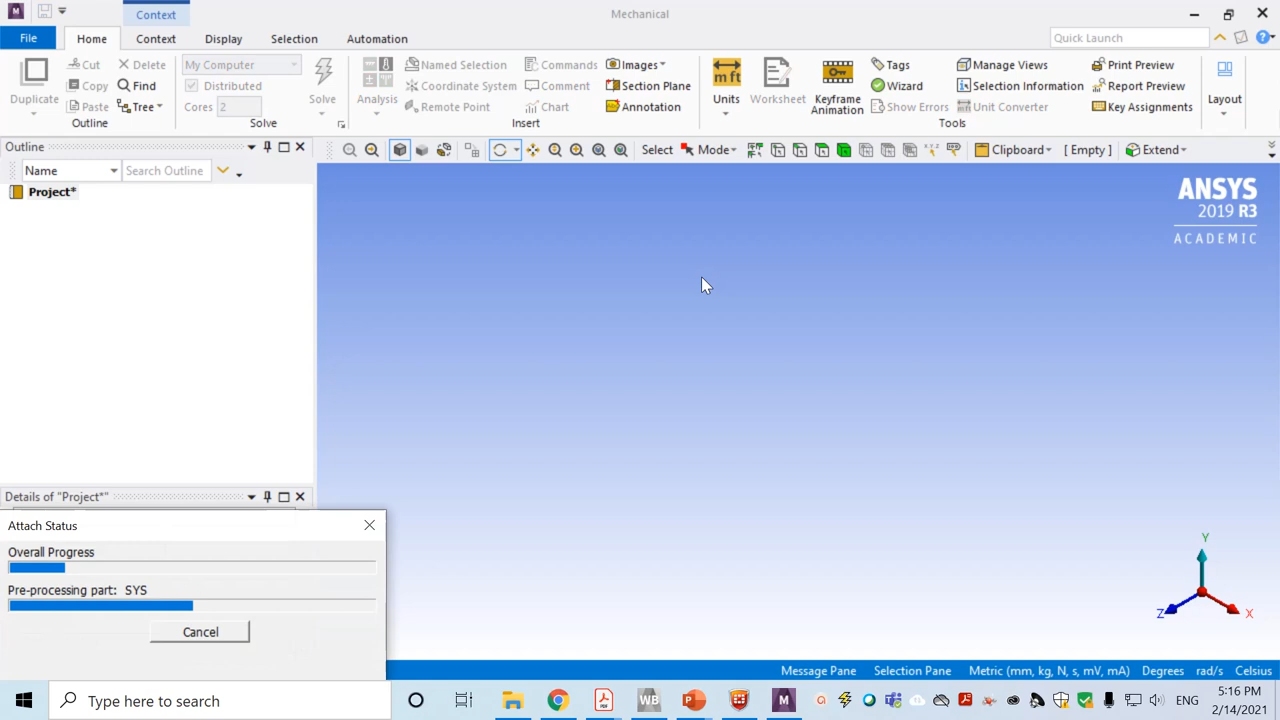 Context
Mechanical
File
Home
Context
Display
Selection
Automation
Quick Launch
Duplicate
Cut
Delete
Copy
Find
Paste
Tree
Outline
My Computer
Distributed
Cores 2
Solve
Solve
Analysis
Named Selection
Commands
Images
Coordinate System
Comment
Section Plane
Remote Point
Chart
Annotation
Insert
mft
Units
Worksheet
Keyframe
Animation
Tags
Manage Views
Print Preview
Wizard
Selection Information
Report Preview
Show Errors
Unit Converter
Key Assignments
Tools
Layout
Outline
Select
Mode
Clipboard
[ Empty ]
Extend
Name
Search Outline
Project*
ANSYS
2019 R3
ACADEMIC
Details of "Project*"
Attach Status
Overall Progress
Pre-processing part: SYS
Cancel
Y
Z
X
Message Pane
Selection Pane
Metric (mm, kg, N, s, mV, mA)
Degrees
rad/s
Celsius
Type here to search
PDF
WB
ENG
5:16 PM
2/14/2021